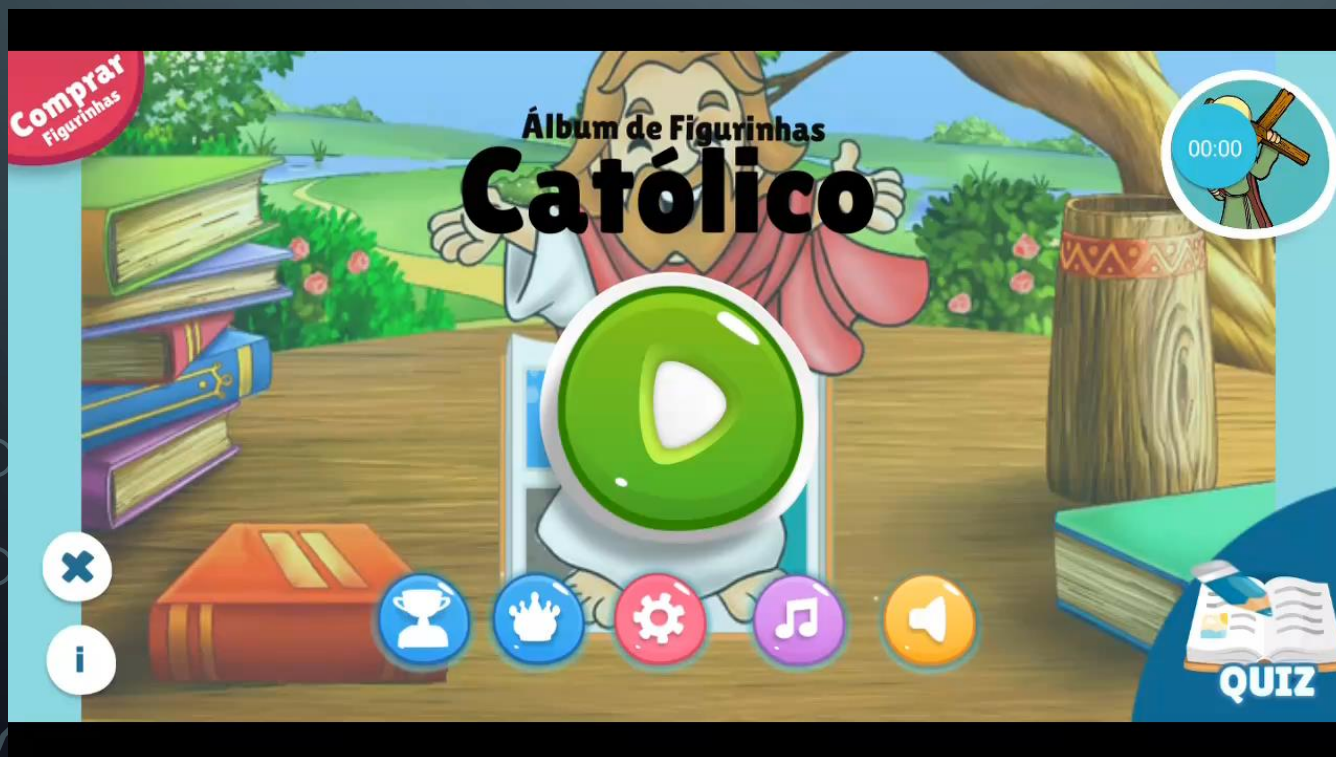 Comprar
Figurinhas
Álbum de Figurinhas
Católico
00:00
i
QUIZ